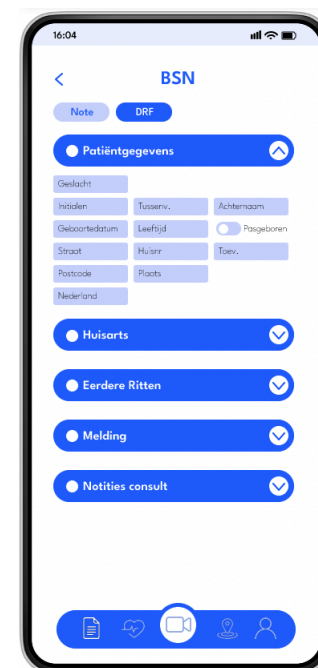 16:04
BSN
Note DRF
Patiëntgegevens
Geslacht
Initialen Tussenv. Achternaam
Geboortedatum Leeftijd Pasgeboren
Straat Huisnr Toev.
Postcode Plaats
Nederland
Huisarts
Eerdere Ritten
Melding
Notities consult